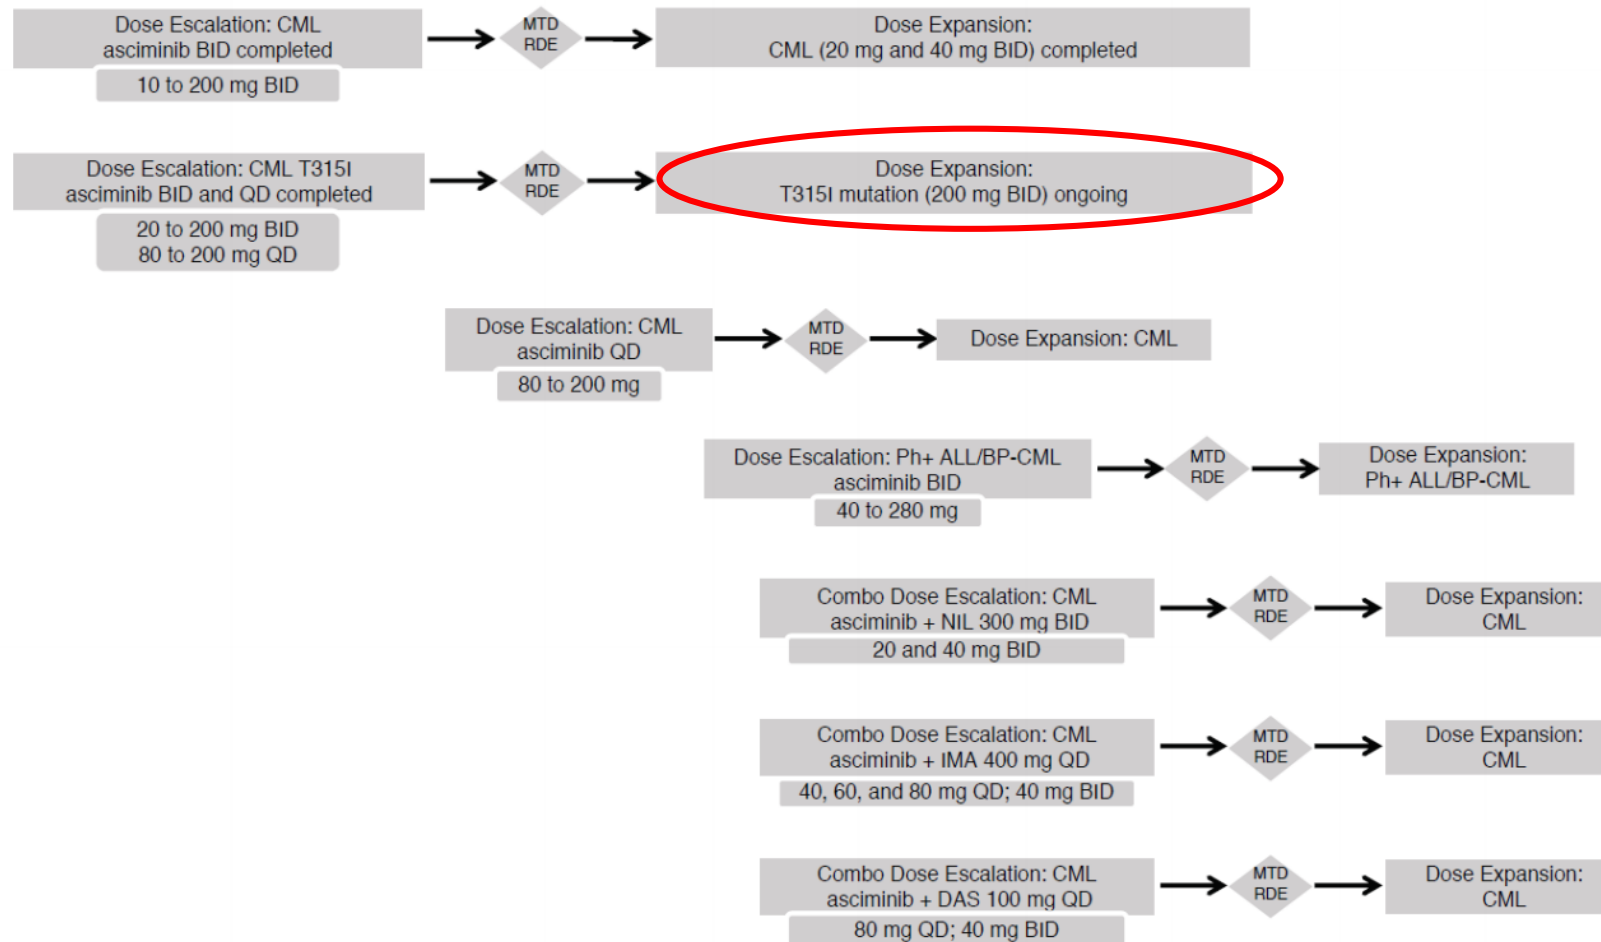 Dose Escalation: CML
asciminib BID completed
10 to 200 mg BID
MTD
RDE
Dose Expansion:
CML (20 mg and 40 mg BID) completed
Dose Escalation: CML T315I
asciminib BID and QD completed
20 to 200 mg BID
80 to 200 mg QD
MTD
RDE
Dose Expansion:
T315I mutation (200 mg BID) ongoing
Dose Escalation: CML
asciminib QD
80 to 200 mg
MTD
RDE
Dose Expansion: CML
Dose Escalation: Ph+ ALL/BP-CML
asciminib BID
40 to 280 mg
MTD
RDE
Dose Expansion:
Ph+ ALL/BP-CML
Combo Dose Escalation: CML
asciminib + NIL 300 mg BID
20 and 40 mg BID
MTD
RDE
Dose Expansion:
CML
Combo Dose Escalation: CML
asciminib + IMA 400 mg QD
40, 60, and 80 mg QD; 40 mg BID
MTD
RDE
Dose Expansion:
CML
Combo Dose Escalation: CML
asciminib + DAS 100 mg QD
80 mg QD; 40 mg BID
MTD
RDE
Dose Expansion:
CML